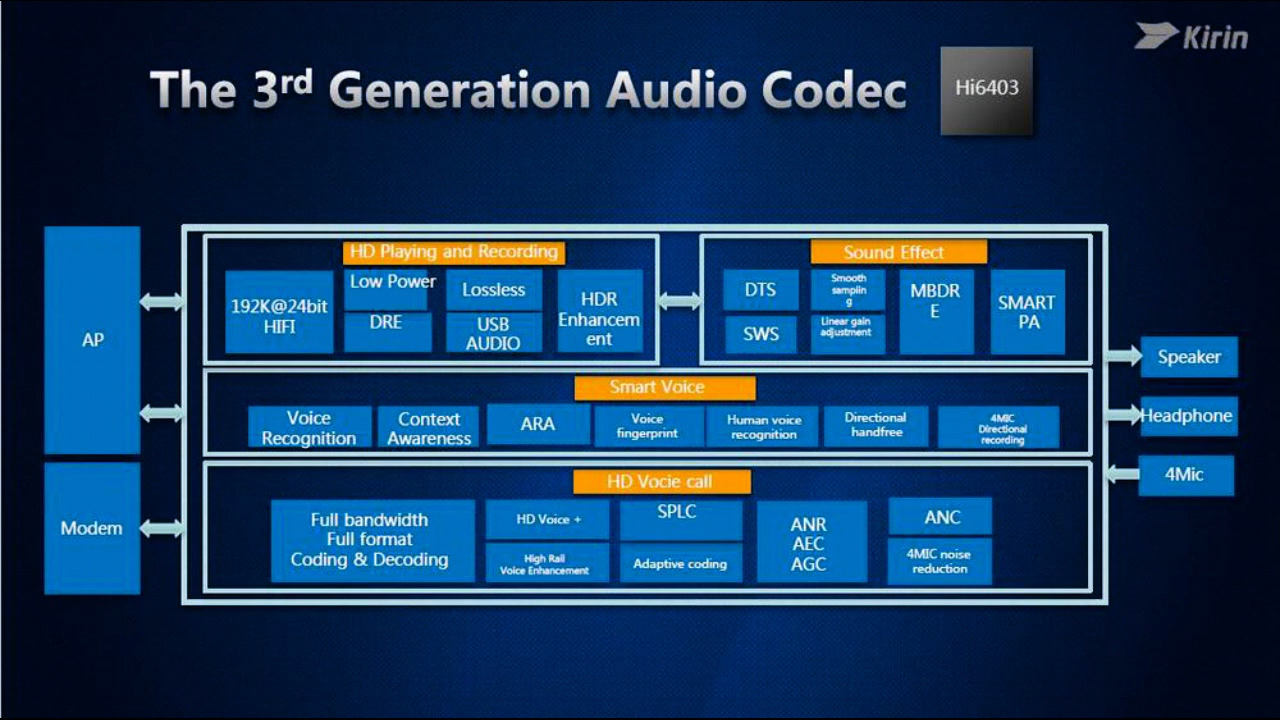 Kirin
The 3rd Generation Audio Codec
Hi6403
AP
Modem
HD Playing and Recording
192K@24bit
HIFI
Low Power
DRE
Lossless
USB
AUDIO
HDR
Enhancem
ent
Sound Effect
DTS
SWS
Smooth
samplin
g
Linear gain
adjustment
MBDR
E
SMART
PA
Smart Voice
Voice
Recognition
Context
Awareness
ARA
Voice
fingerprint
Human voice
recognition
Directional
handfree
4MIC
Directional
recording
HD Vocie call
Full bandwidth
Full format
Coding & Decoding
HD Voice +
High Rail
Voice Enhancement
SPLC
Adaptive coding
ANR
AEC
AGC
ANC
4MIC noise
reduction
Speaker
Headphone
4Mic